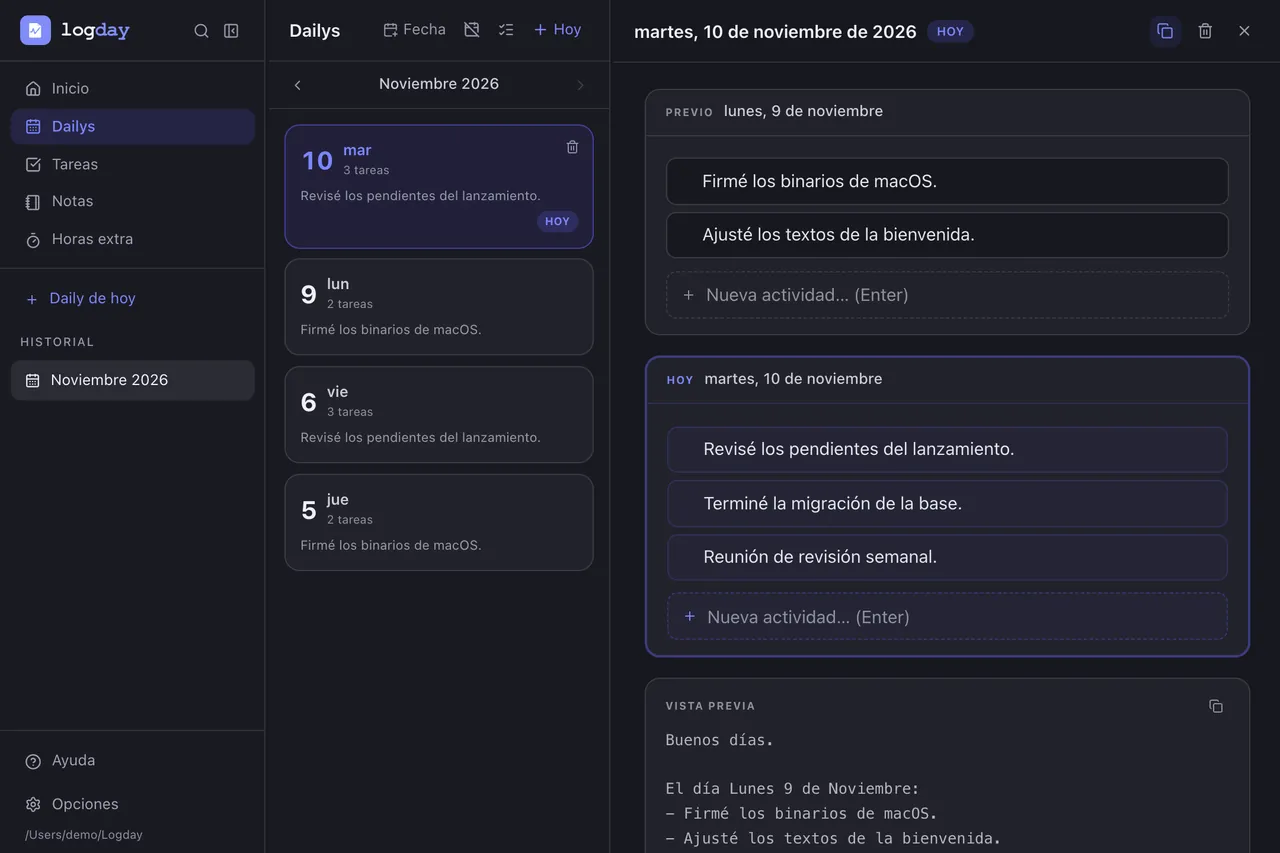 logday
Inicio
Dailys
Tareas
Notas
Horas extra
+ Daily de hoy
HISTORIAL
Noviembre 2026
Ayuda
Opciones
/Users/demo/Logday
Dailys
Fecha
+ Hoy
Noviembre 2026
10 mar
3 tareas
Revisé los pendientes del lanzamiento.
HOY
9 lun
2 tareas
Firmé los binarios de macOS.
6 vie
3 tareas
Revisé los pendientes del lanzamiento.
5 jue
2 tareas
Firmé los binarios de macOS.
martes, 10 de noviembre de 2026 HOY
PREVIO lunes, 9 de noviembre
Firmé los binarios de macOS.
Ajusté los textos de la bienvenida.
+ Nueva actividad... (Enter)
HOY martes, 10 de noviembre
Revisé los pendientes del lanzamiento.
Terminé la migración de la base.
Reunión de revisión semanal.
+ Nueva actividad... (Enter)
VISTA PREVIA
Buenos días.
El día Lunes 9 de Noviembre:
– Firmé los binarios de macOS.
– Ajusté los textos de la bienvenida.